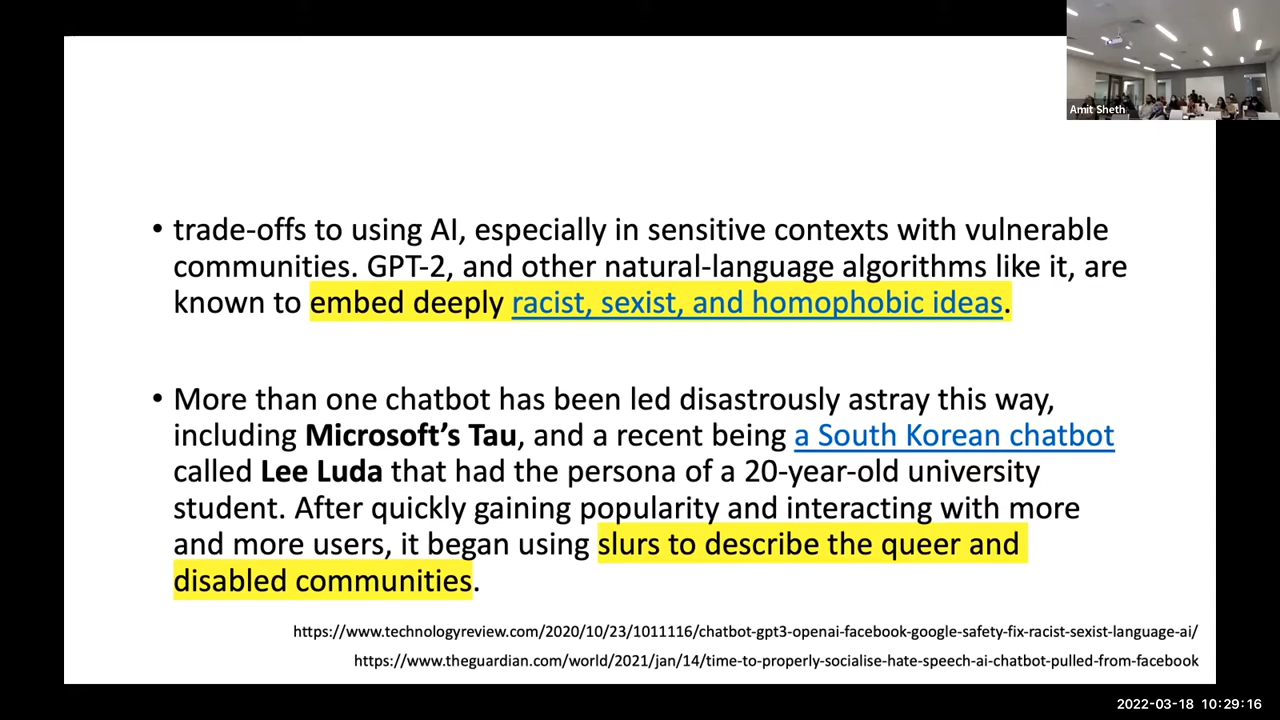 Amit Sheth
• trade-offs to using AI, especially in sensitive contexts with vulnerable
communities. GPT-2, and other natural-language algorithms like it, are
known to embed deeply racist, sexist, and homophobic ideas.
• More than one chatbot has been led disastrously astray this way,
including Microsoft’s Tau, and a recent being a South Korean chatbot
called Lee Luda that had the persona of a 20-year-old university
student. After quickly gaining popularity and interacting with more
and more users, it began using slurs to describe the queer and
disabled communities.
https://www.technologyreview.com/2020/10/23/1011116/chatbot-gpt3-openai-facebook-google-safety-fix-racist-sexist-language-ai/
https://www.theguardian.com/world/2021/jan/14/time-to-properly-socialise-hate-speech-ai-chatbot-pulled-from-facebook
2022-03-18 10:29:16